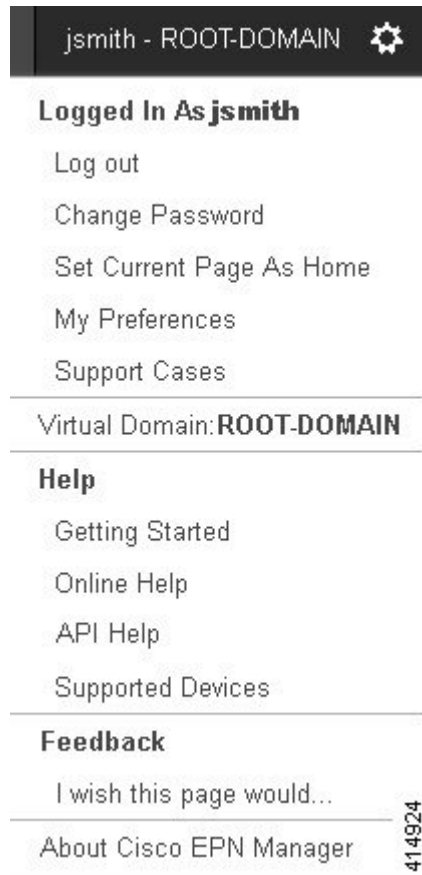 jsmith - ROOT-DOMAIN
Logged In As jsmith
Log out
Change Password
Set Current Page As Home
My Preferences
Support Cases
Virtual Domain:ROOT-DOMAIN
Help
Getting Started
Online Help
API Help
Supported Devices
Feedback
I wish this page would...
About Cisco EPN Manager
414924